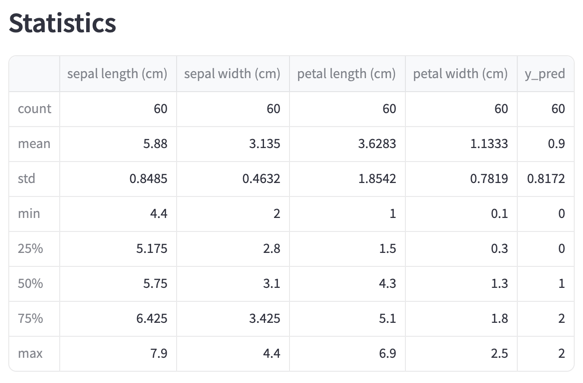 Statistics
sepal length (cm) sepal width (cm) petal length (cm) petal width (cm) y_pred
count 60 60 60 60 60
mean 5.88 3.135 3.6283 1.1333 0.9
std 0.8485 0.4632 1.8542 0.7819 0.8172
min 4.4 2 1 0.1 0
25% 5.175 2.8 1.5 0.3 0
50% 5.75 3.1 4.3 1.3 1
75% 6.425 3.425 5.1 1.8 2
max 7.9 4.4 6.9 2.5 2